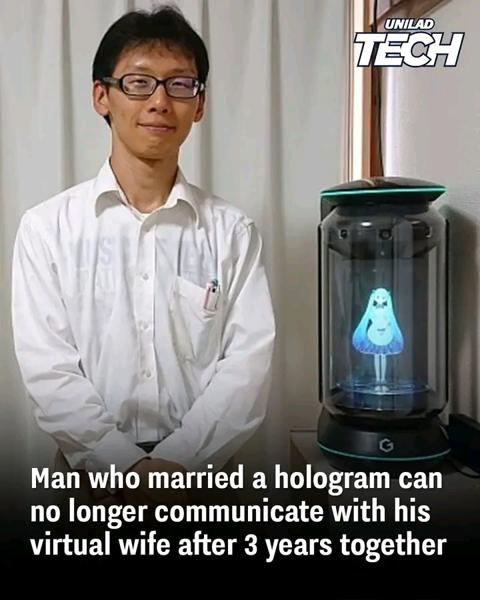 UNILAD
TECH
Man who married a hologram can
no longer communicate with his
virtual wife after 3 years together